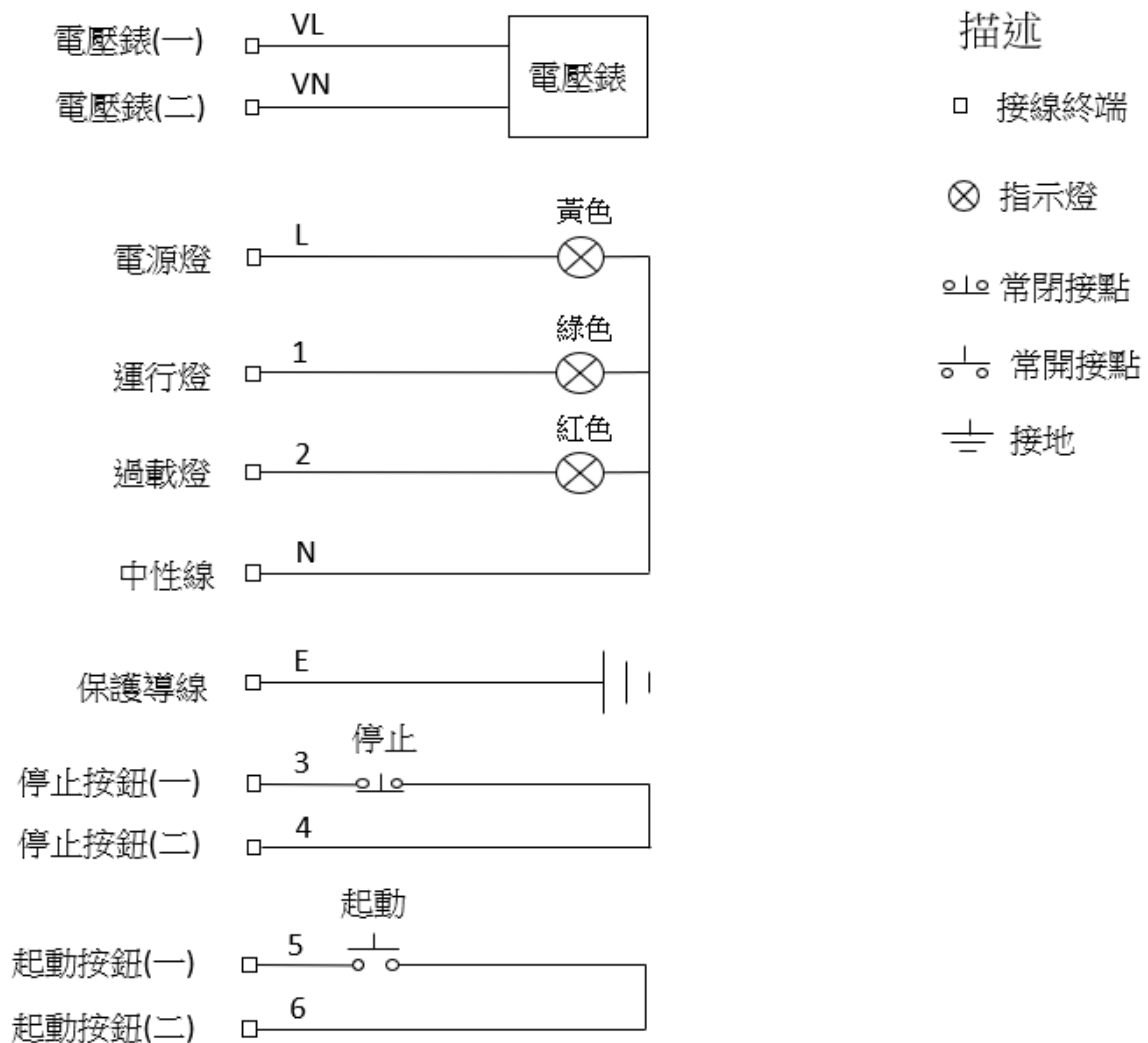 電壓錶(一)
VL
電壓錶(二)
VN
電壓錶
電源燈
L
黃色
運行燈
1
綠色
過載燈
2
紅色
中性線
N
保護導線
E
停止按鈕(一)
3
停止
停止按鈕(二)
4
起動按鈕(一)
5
起動
起動按鈕(二)
6
描述
接線終端
指示燈
常閉接點
常開接點
接地